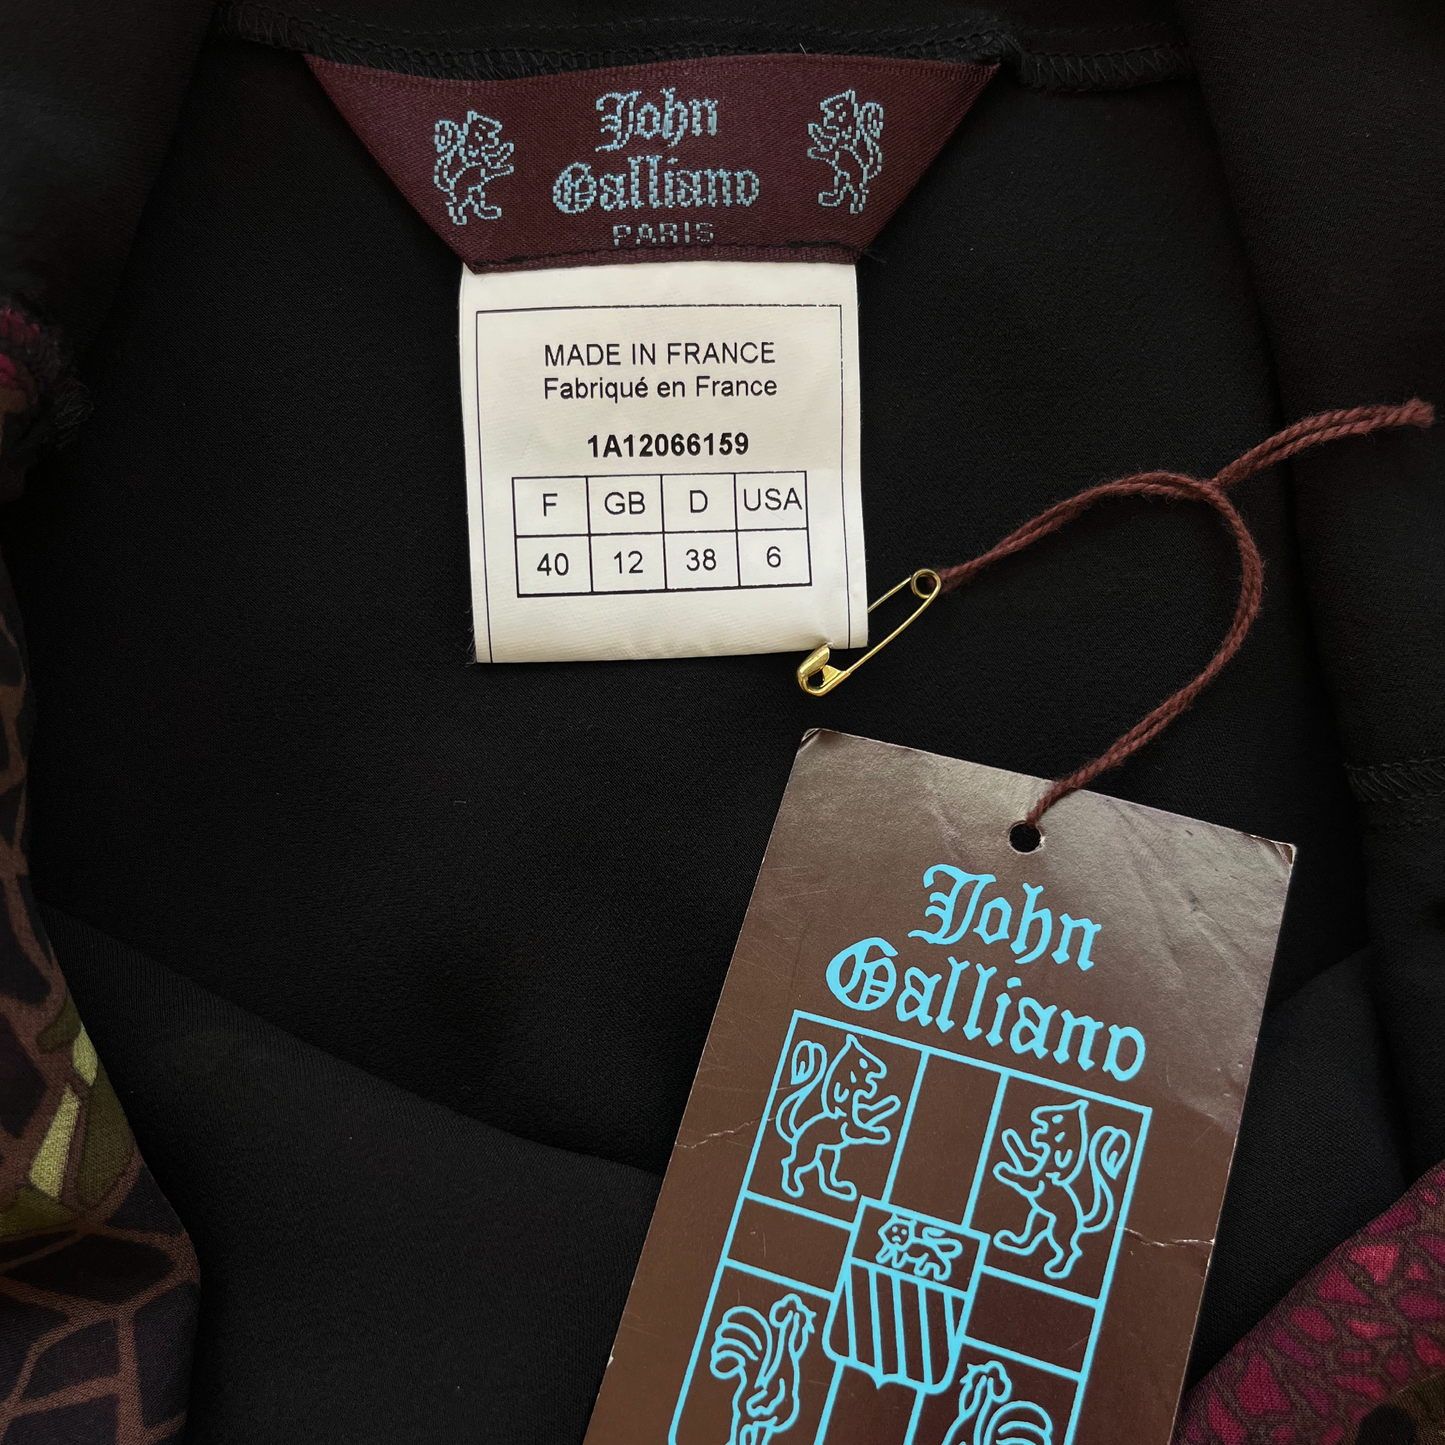 John
Galliano
PARIS
MADE IN FRANCE
Fabriqué en France
1A12066159
F GB D USA
40 12 38 6
John
Galliano